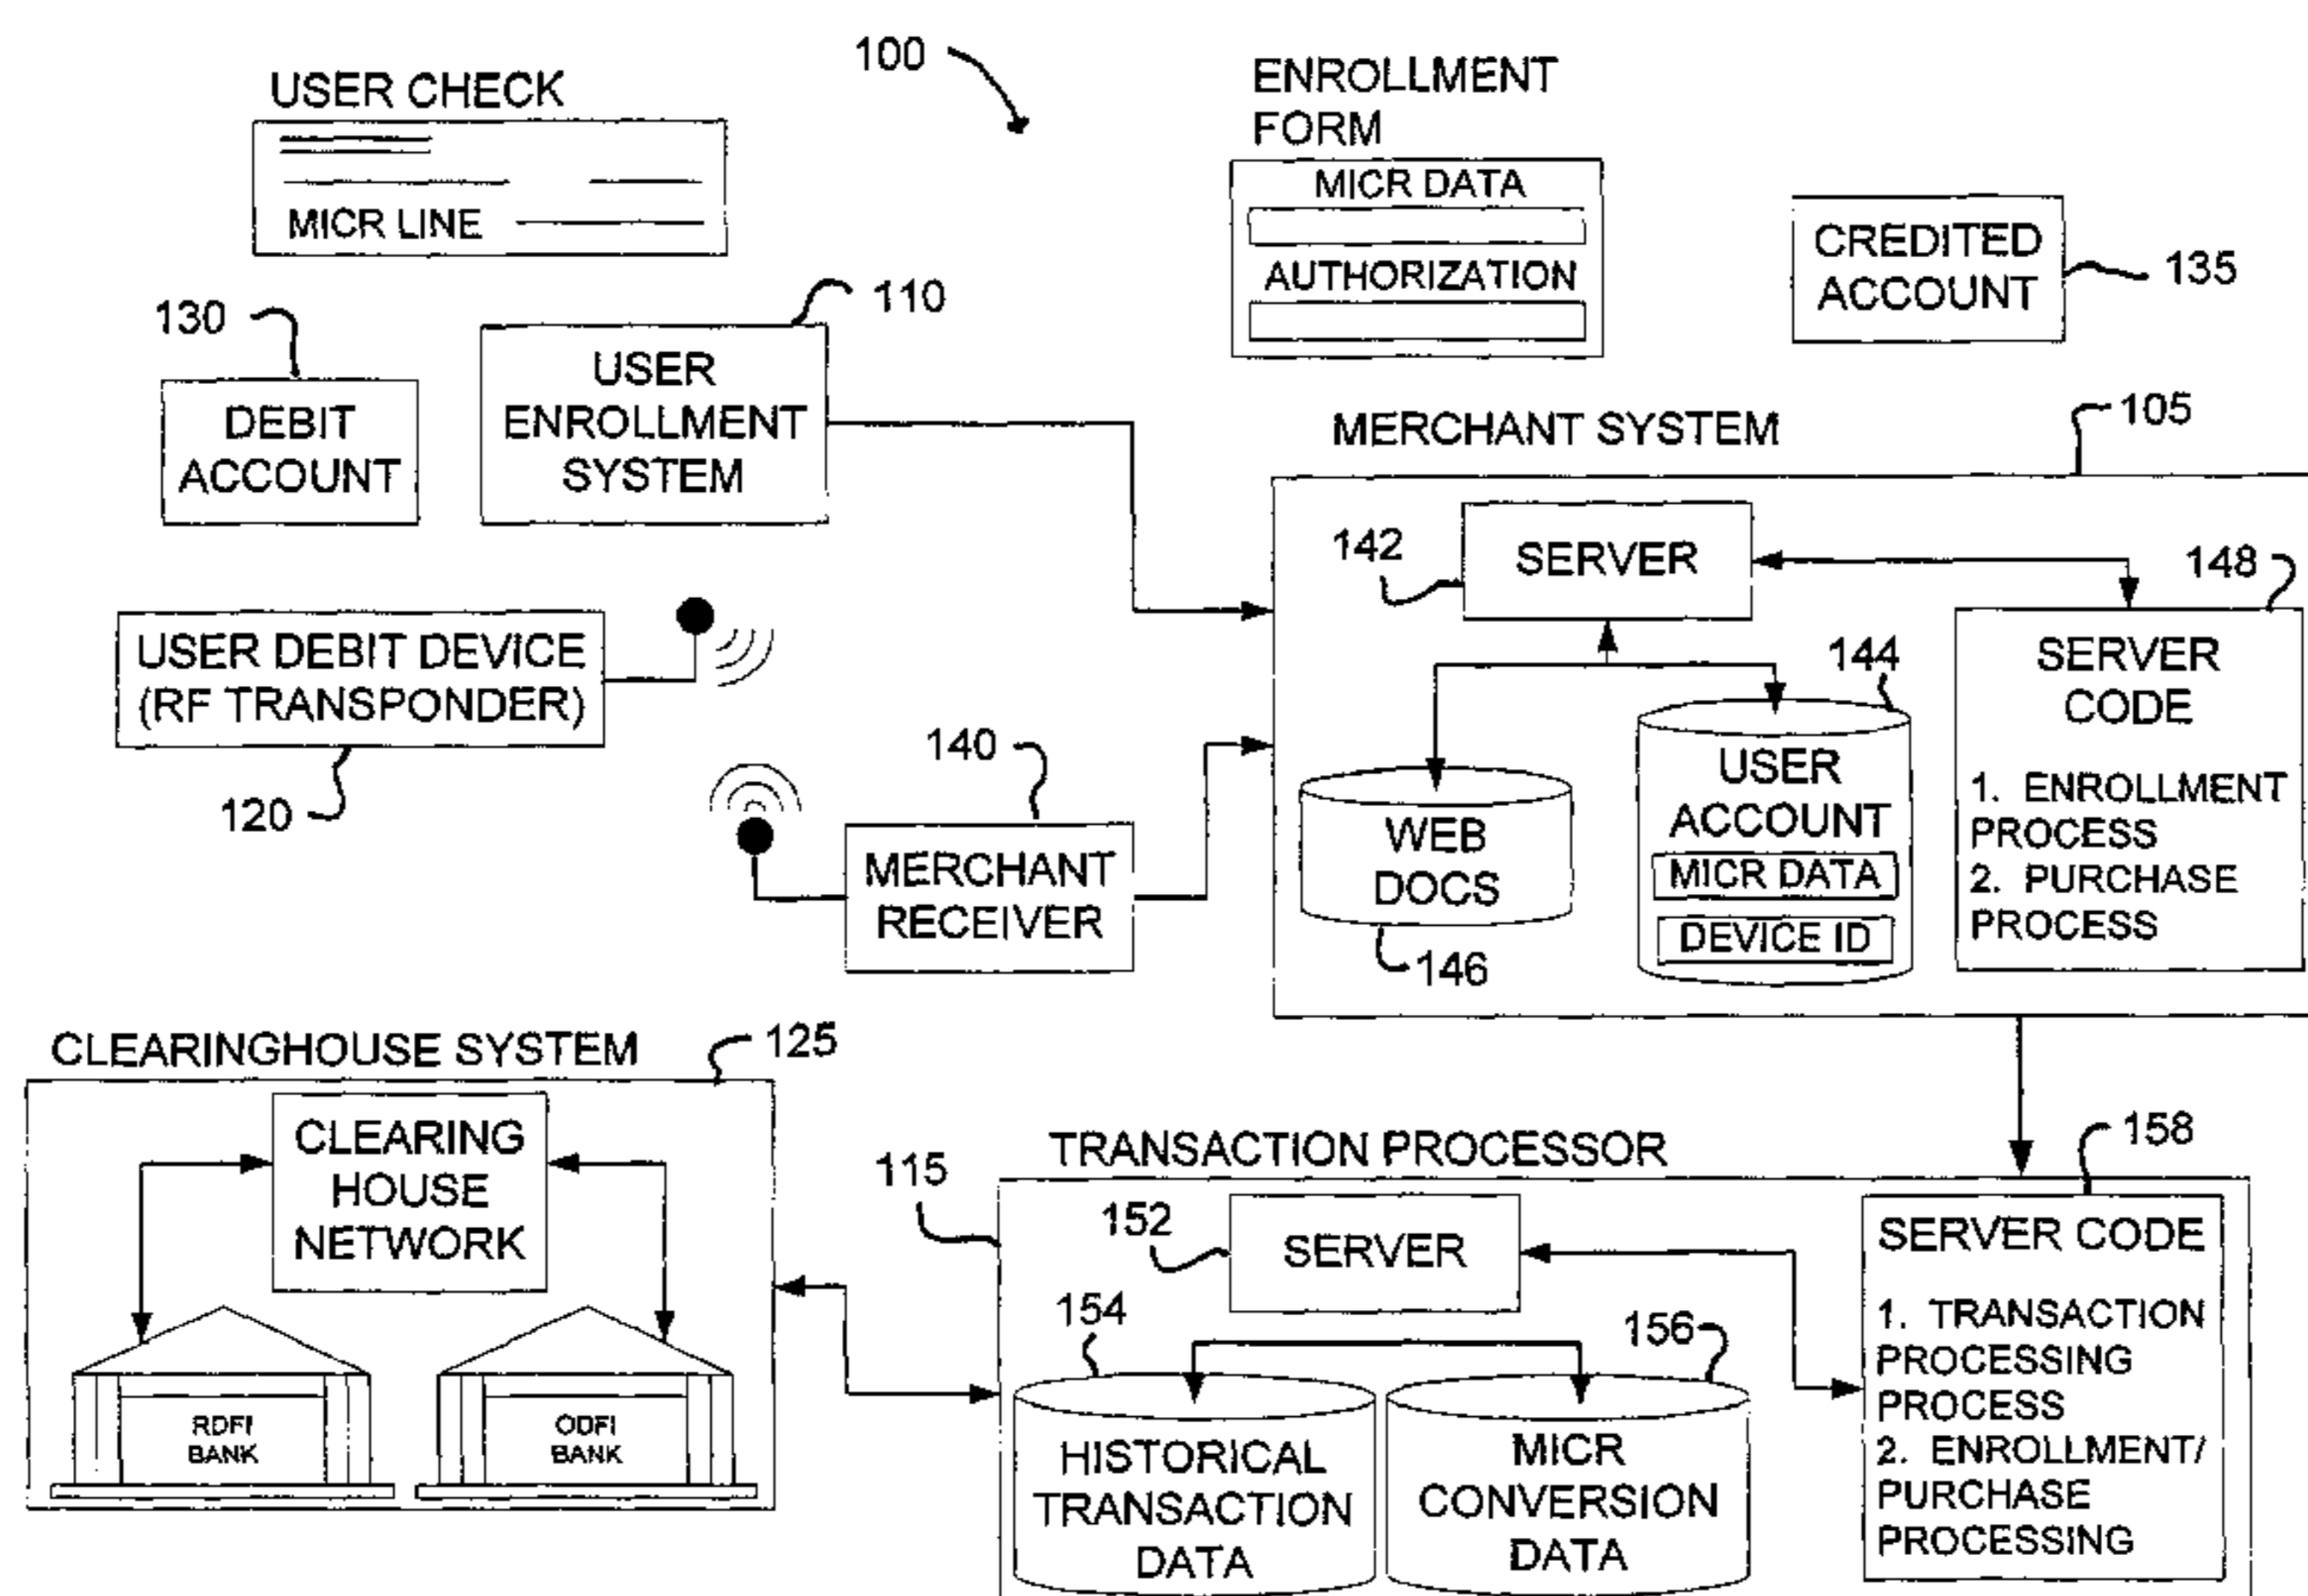 100
USER CHECK
MICR LINE
ENROLLMENT
FORM
MICR DATA
AUTHORIZATION
CREDITED
ACCOUNT
135
130
DEBIT
ACCOUNT
110
USER
ENROLLMENT
SYSTEM
MERCHANT SYSTEM
105
142
SERVER
148
SERVER
CODE
1. ENROLLMENT
PROCESS
2. PURCHASE
PROCESS
144
USER
ACCOUNT
MICR DATA
DEVICE ID
WEB
DOCS
146
USER DEBIT DEVICE
(RF TRANSPONDER)
120
140
MERCHANT
RECEIVER
CLEARINGHOUSE SYSTEM
125
CLEARING
HOUSE
NETWORK
RDFI
BANK
ODFI
BANK
TRANSACTION PROCESSOR
115
152
SERVER
158
SERVER CODE
1. TRANSACTION
PROCESSING
PROCESS
2. ENROLLMENT/
PURCHASE
PROCESSING
154
HISTORICAL
TRANSACTION
DATA
156
MICR
CONVERSION
DATA